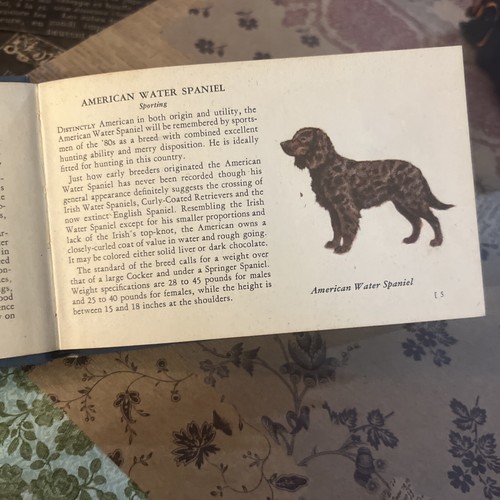 AMERICAN WATER SPANIEL
Sporting
DISTINCTLY American in both origin and utility, the
American Water Spaniel will be remembered by sports-
men of the '80s as a breed with combined excellent
hunting ability and merry disposition. He is ideally
fitted for hunting in this country.
Just how early breeders originated the American
Water Spaniel has never been recorded though his
general appearance definitely suggests the crossing of
Irish Water Spaniels, Curly-Coated Retrievers and the
now extinct English Spaniel. Resembling the Irish
Water Spaniel except for his smaller proportions and
lack of the Irish's top-knot, the American owns a
closely-curled coat of value in water and rough going.
It may be colored either solid liver or dark chocolate.
The standard of the breed calls for a weight over
that of a large Cocker and under a Springer Spaniel.
Weight specifications are 28 to 45 pounds for males
and 25 to 40 pounds for females, while the height is
between 15 and 18 inches at the shoulders.
American Water Spaniel
[ 5